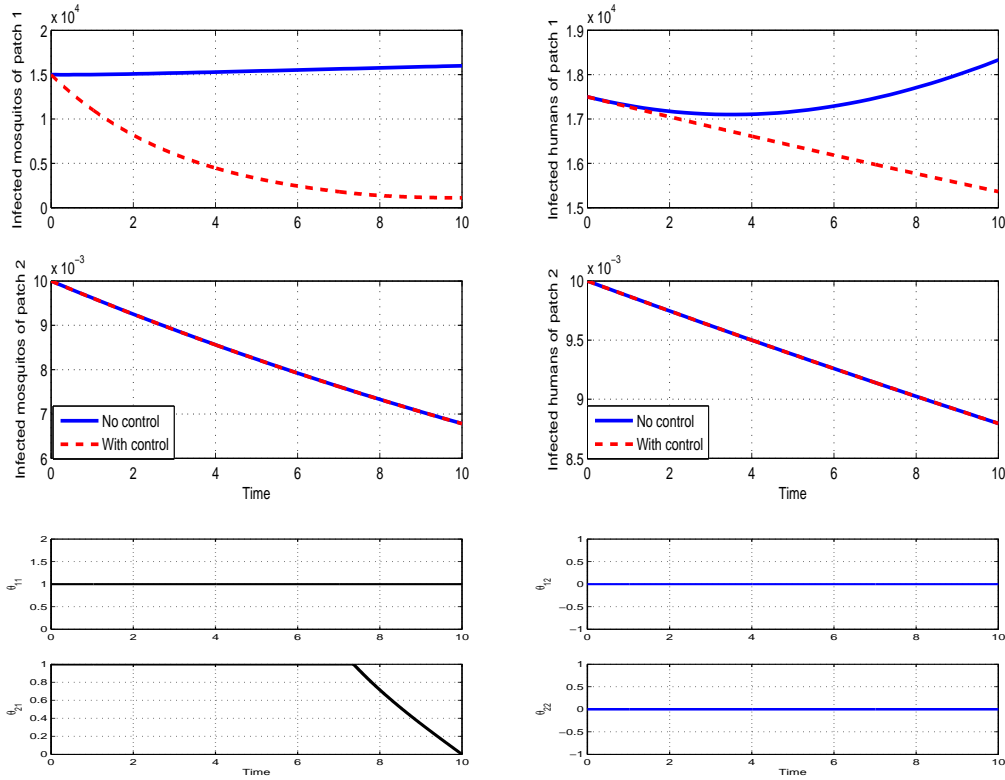 x 10^4
Infected mosquitos of patch 1
2
1.5
1
0.5
0
0 2 4 6 8 10
x 10^4
Infected humans of patch 1
1.9
1.8
1.7
1.6
1.5
0 2 4 6 8 10
x 10^−3
Infected mosquitos of patch 2
10
9
8
7
6
No control
With control
0 2 4 6 8 10
Time
x 10^−3
Infected humans of patch 2
10
9.5
9
8.5
No control
With control
0 2 4 6 8 10
Time
θ_11
2
1.5
1
0.5
0
0 2 4 6 8 10
θ_12
1
0.5
0
−0.5
−1
0 2 4 6 8 10
θ_21
1
0.8
0.6
0.4
0.2
0
0 2 4 6 8 10
Time
θ_22
1
0.5
0
−0.5
−1
0 2 4 6 8 10
Time